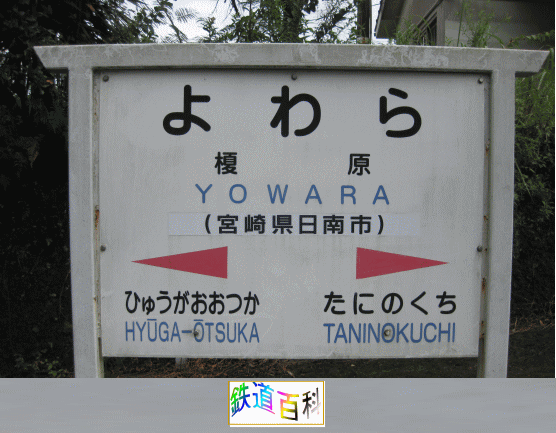 よわら
榎原
YOWARA
(宮崎県日南市)
ひゅうがおおつか たにのくち
HYŪGA-ŌTSUKA TANINOKUCHI
鉄道百科